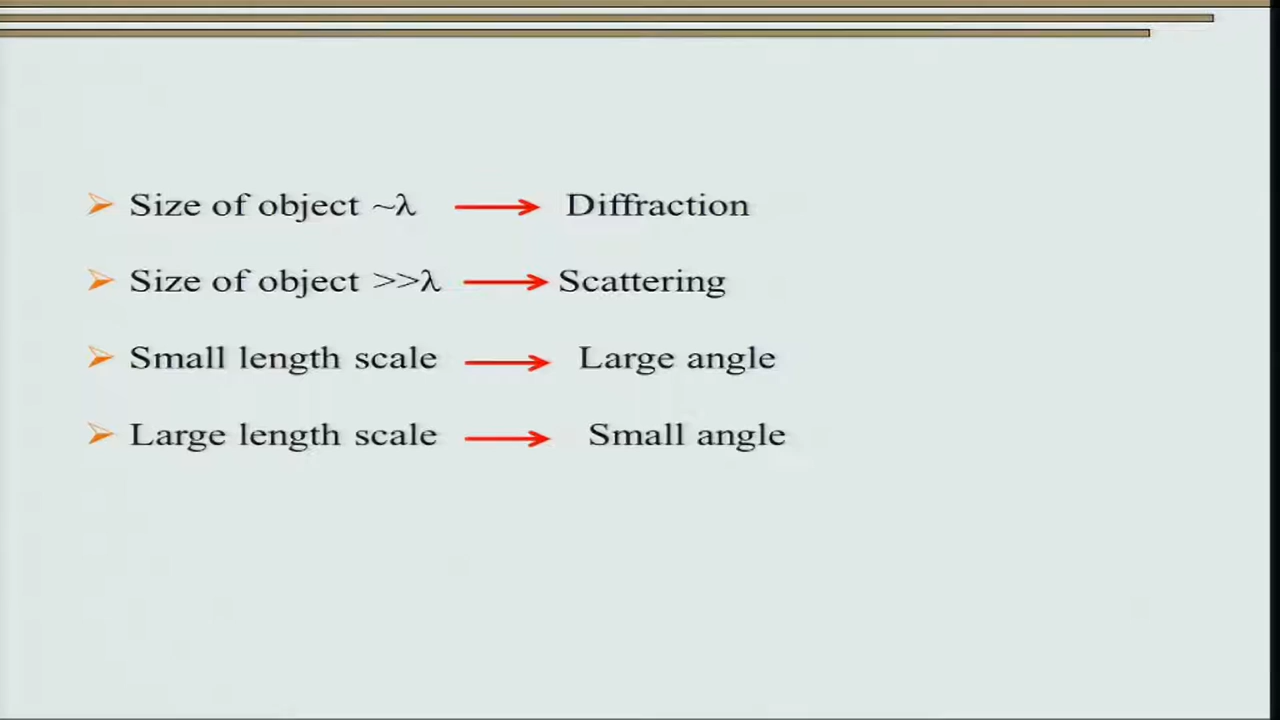 Size of object ~λ → Diffraction
Size of object >>λ → Scattering
Small length scale → Large angle
Large length scale → Small angle